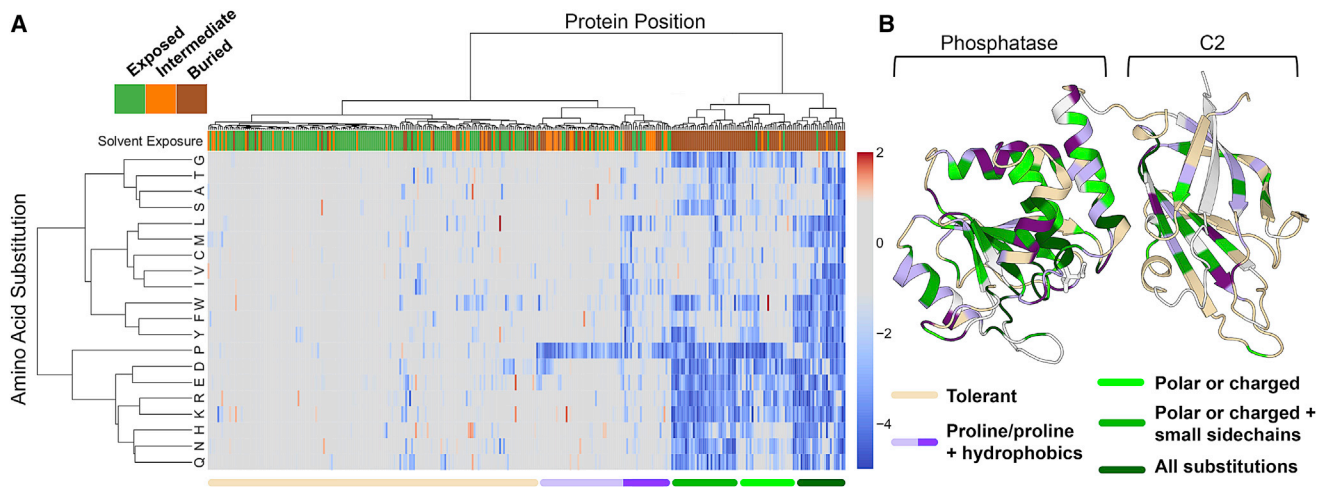 A
Protein Position
Exposed
Intermediate
Buried
Solvent Exposure
Amino Acid Substitution
G
T
A
S
L
M
C
V
I
W
F
Y
P
D
E
R
K
H
N
Q
2
0
−2
−4
B
Phosphatase
C2
Tolerant
Proline/proline
+ hydrophobics
Polar or charged
Polar or charged +
small sidechains
All substitutions